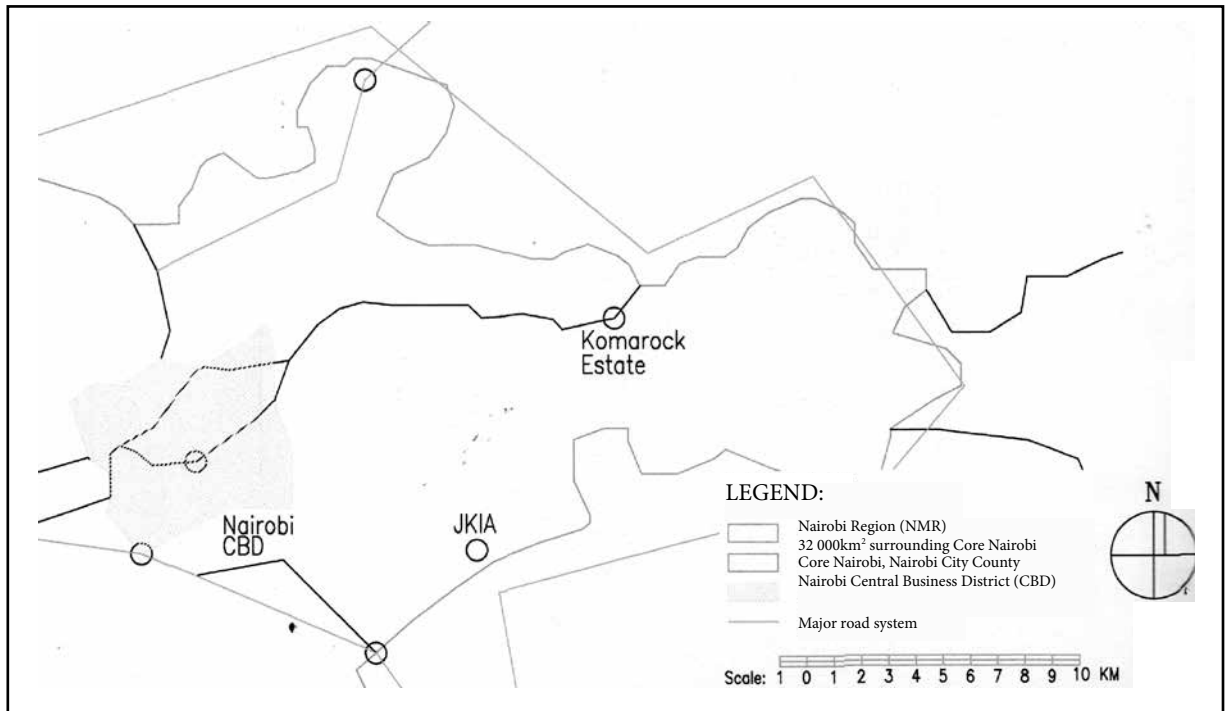 Komarock
Estate
Nairobi
CBD
JKIA
LEGEND:
Nairobi Region (NMR)
32 000km² surrounding Core Nairobi
Core Nairobi, Nairobi City County
Nairobi Central Business District (CBD)
Major road system
N
Scale: 1 0 1 2 3 4 5 6 7 8 9 10 KM